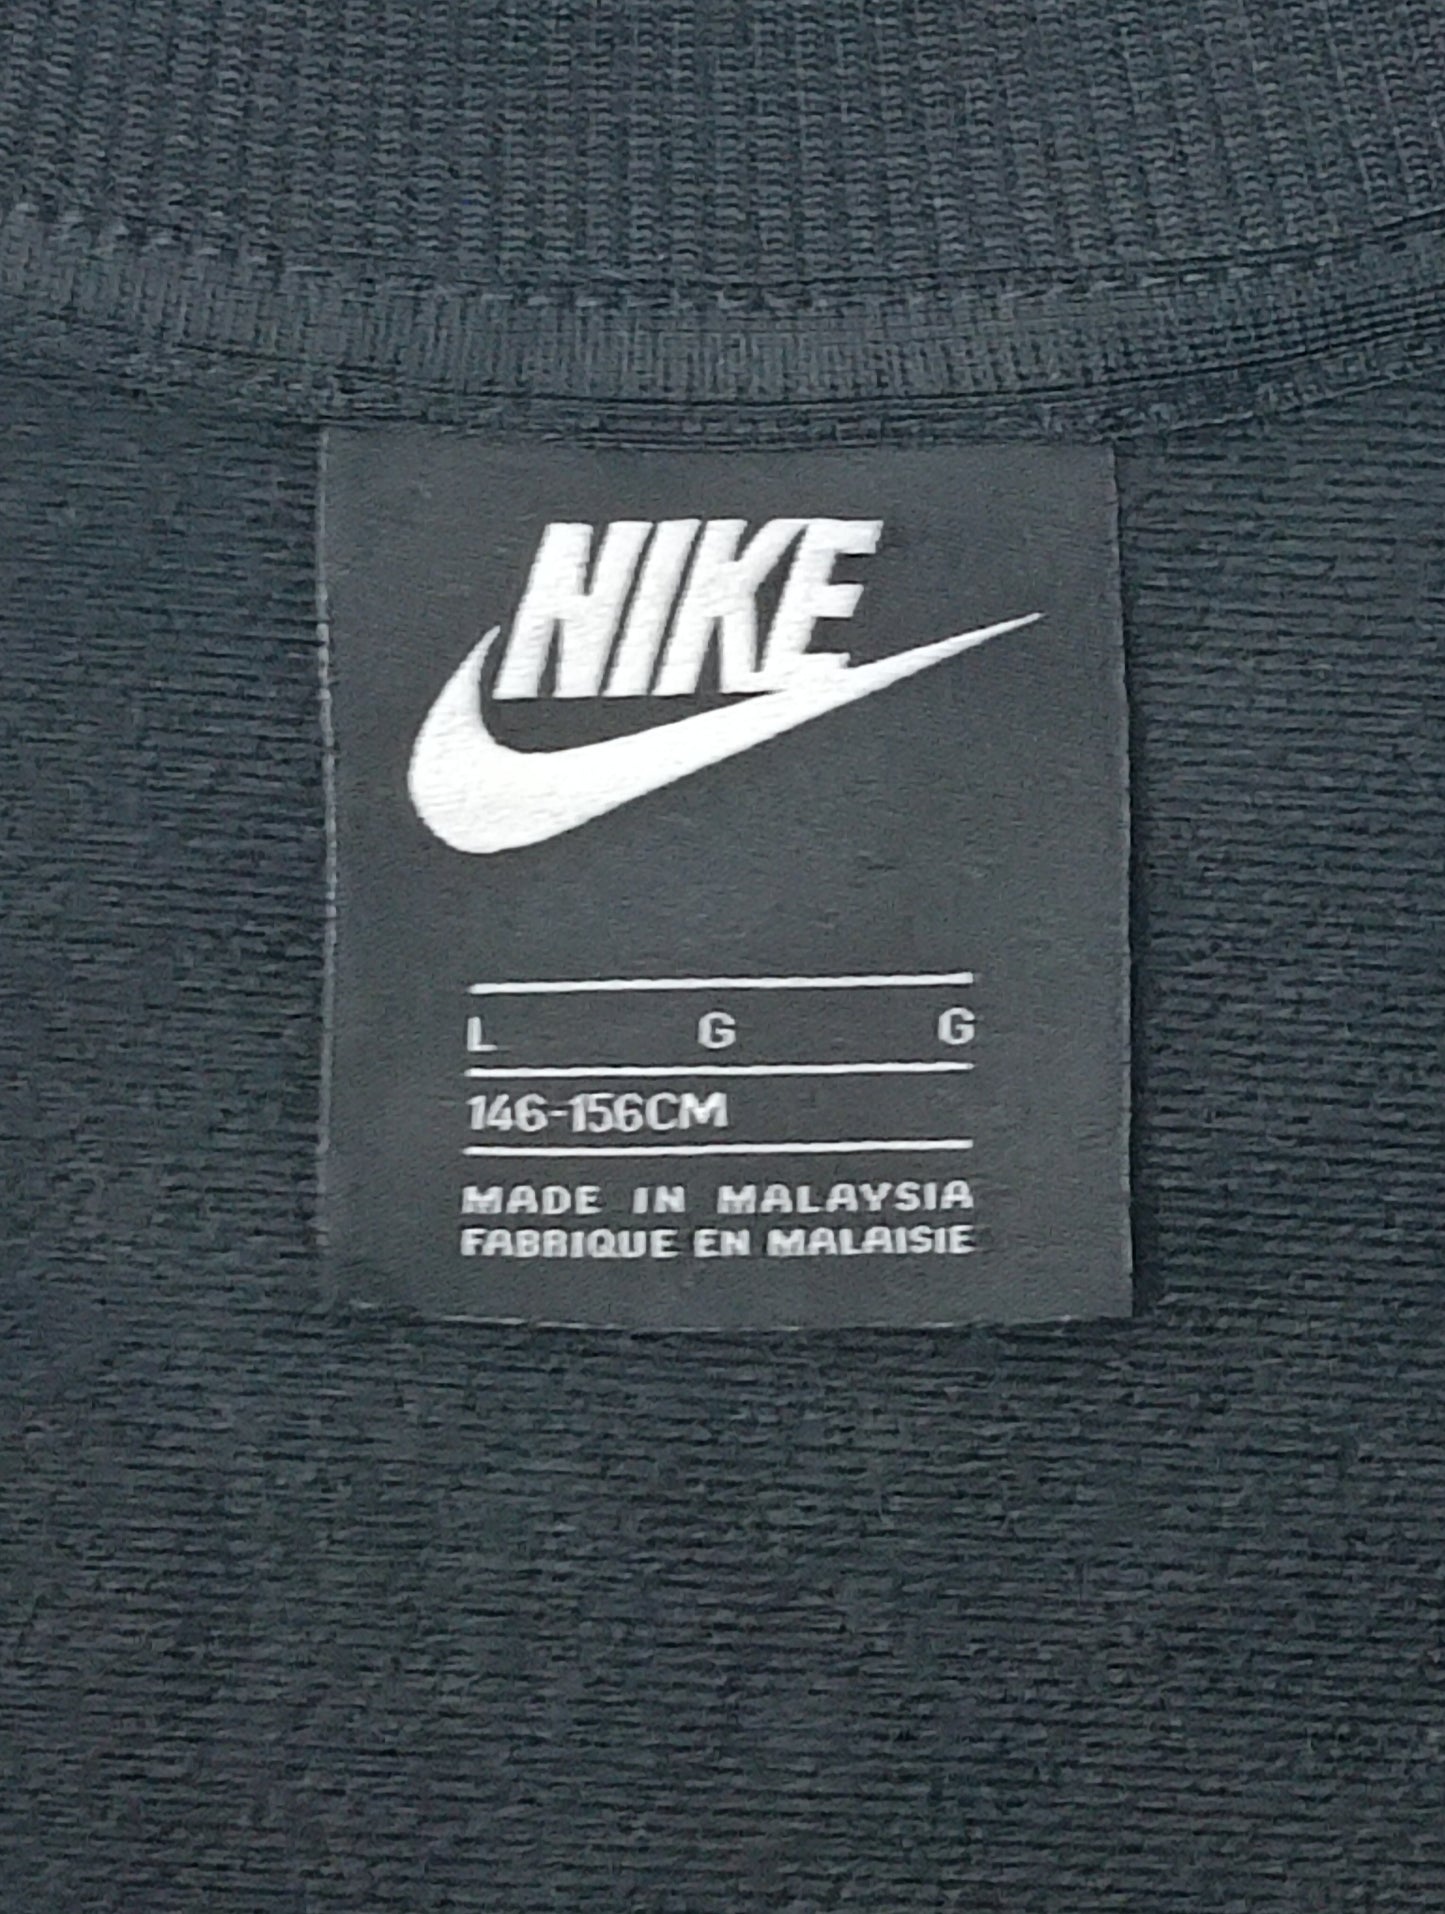 NIKE
L G G
146-156CM
MADE IN MALAYSIA
FABRIQUE EN MALAISIE